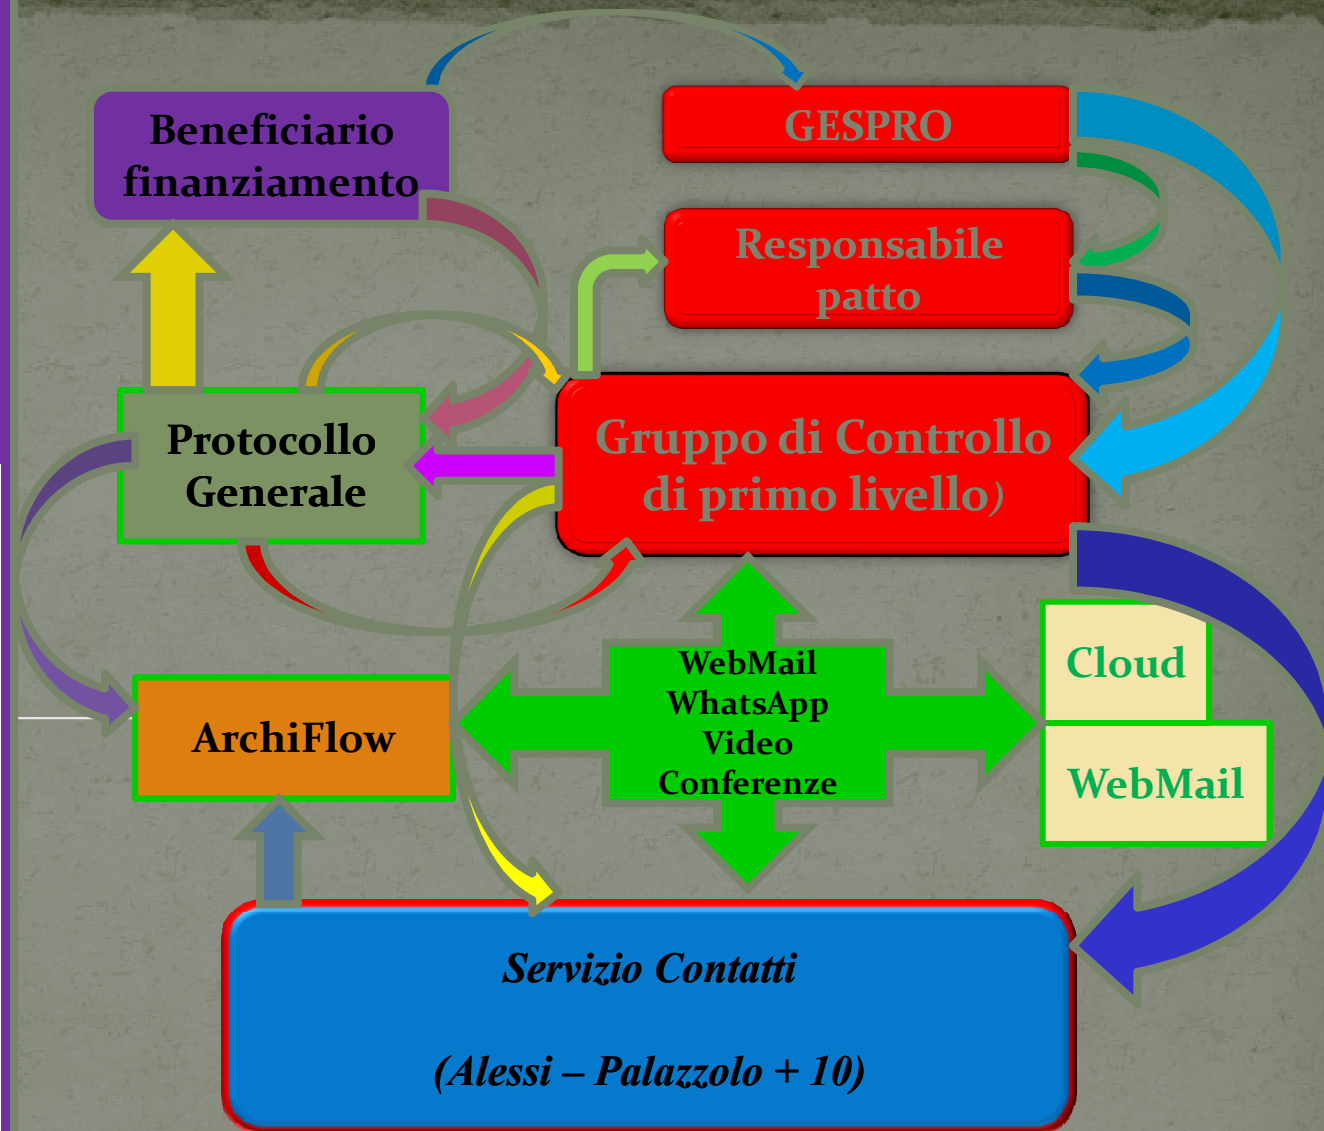 Beneficiario
finanziamento
GESPRO
Responsabile
patto
Protocollo
Generale
Gruppo di Controllo
di primo livello)
WebMail
WhatsApp
Video
Conferenze
Cloud
WebMail
ArchiFlow
Servizio Contatti
(Alessi – Palazzolo + 10)